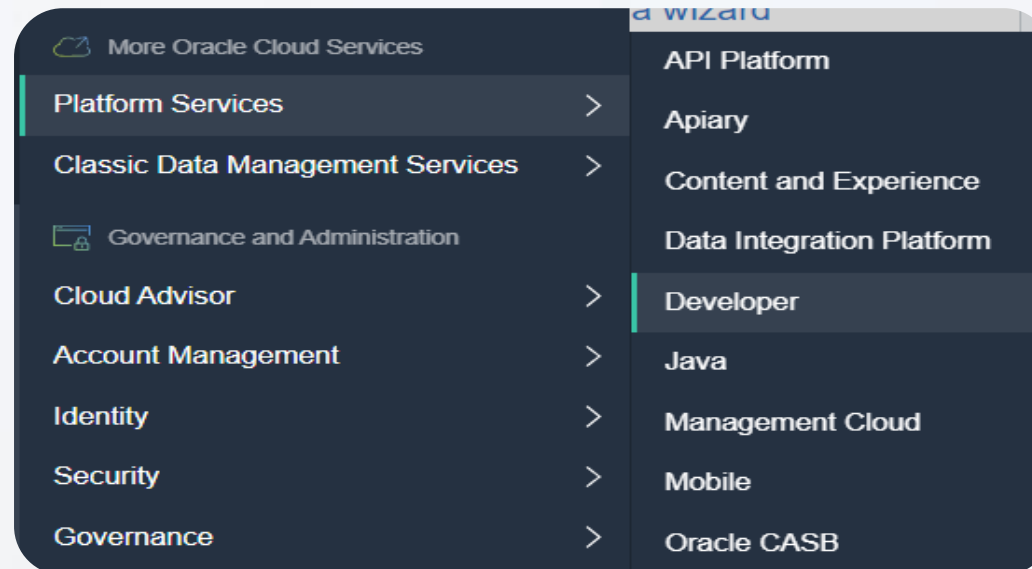 More Oracle Cloud Services
Platform Services
Classic Data Management Services
Governance and Administration
Cloud Advisor
Account Management
Identity
Security
Governance
a wizard
API Platform
Apiary
Content and Experience
Data Integration Platform
Developer
Java
Management Cloud
Mobile
Oracle CASB